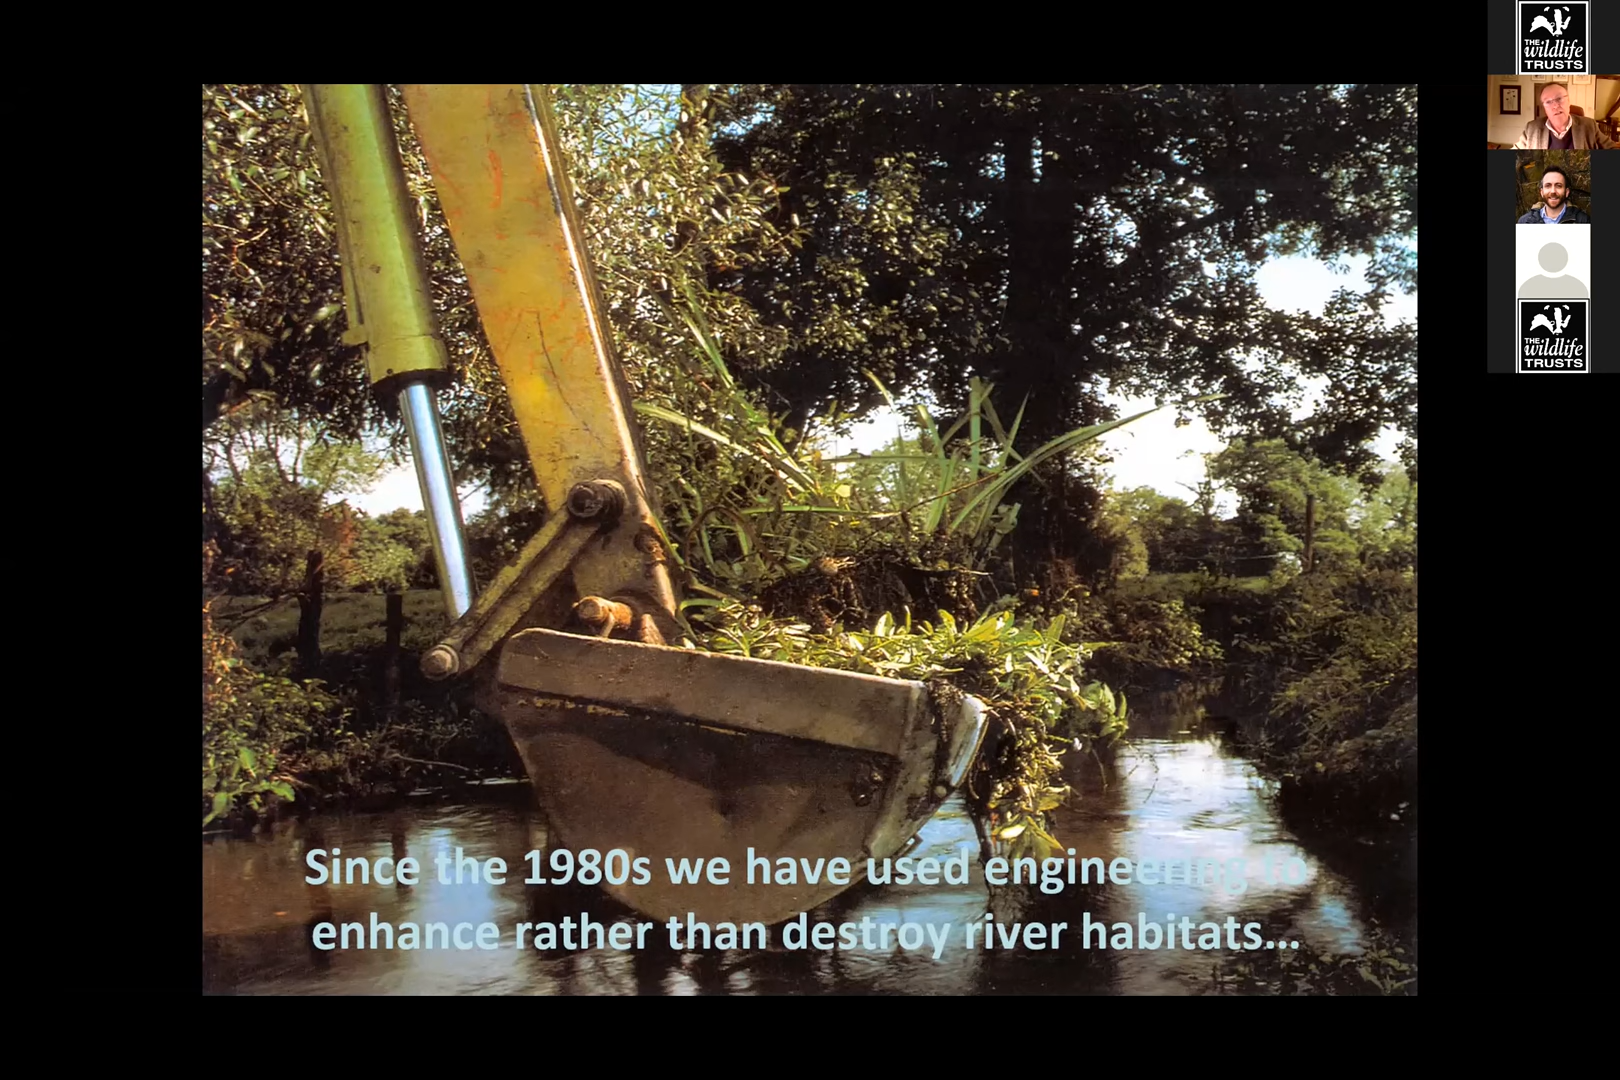 THE
wildlife
TRUSTS
Since the 1980s we have used engineering to
enhance rather than destroy river habitats...
THE
wildlife
TRUSTS